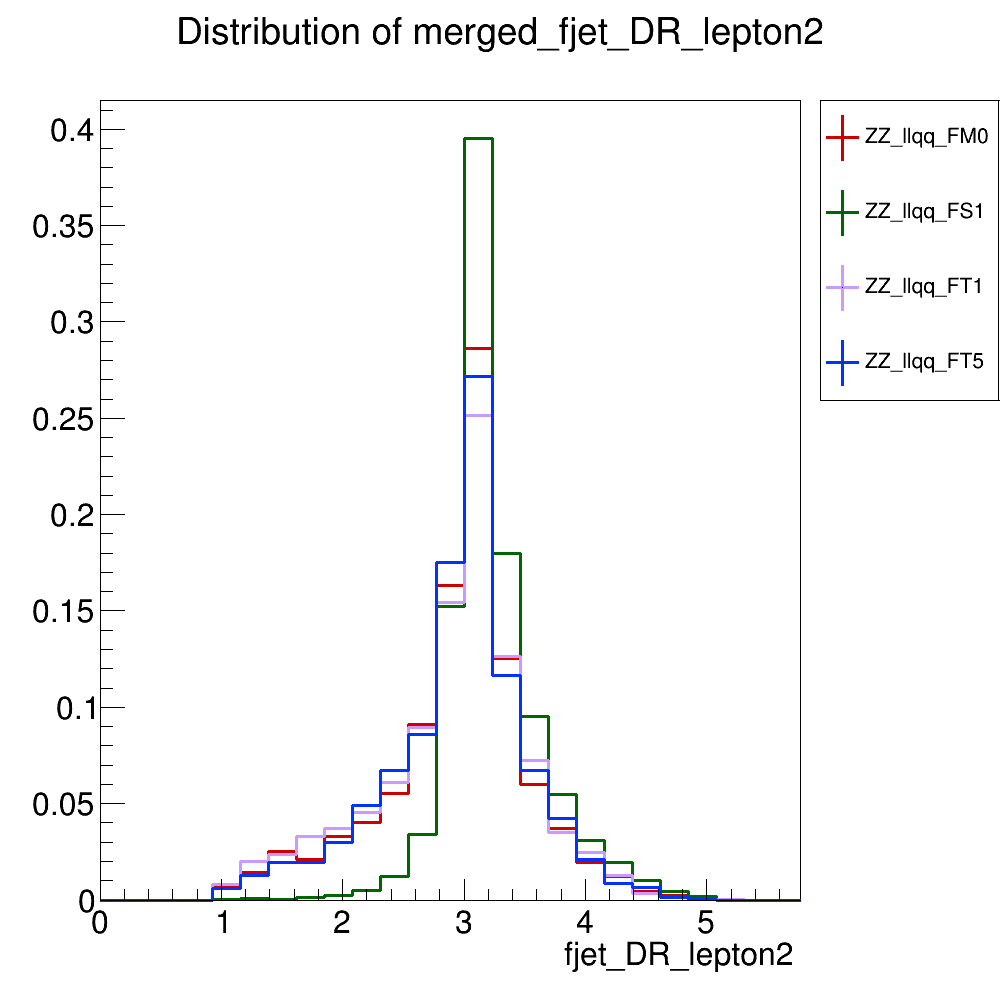 Distribution of merged_fjet_DR_lepton2
ZZ_llqq_FM0
ZZ_llqq_FS1
ZZ_llqq_FT1
ZZ_llqq_FT5
0.4
0.35
0.3
0.25
0.2
0.15
0.1
0.05
0
0 1 2 3 4 5
fjet_DR_lepton2